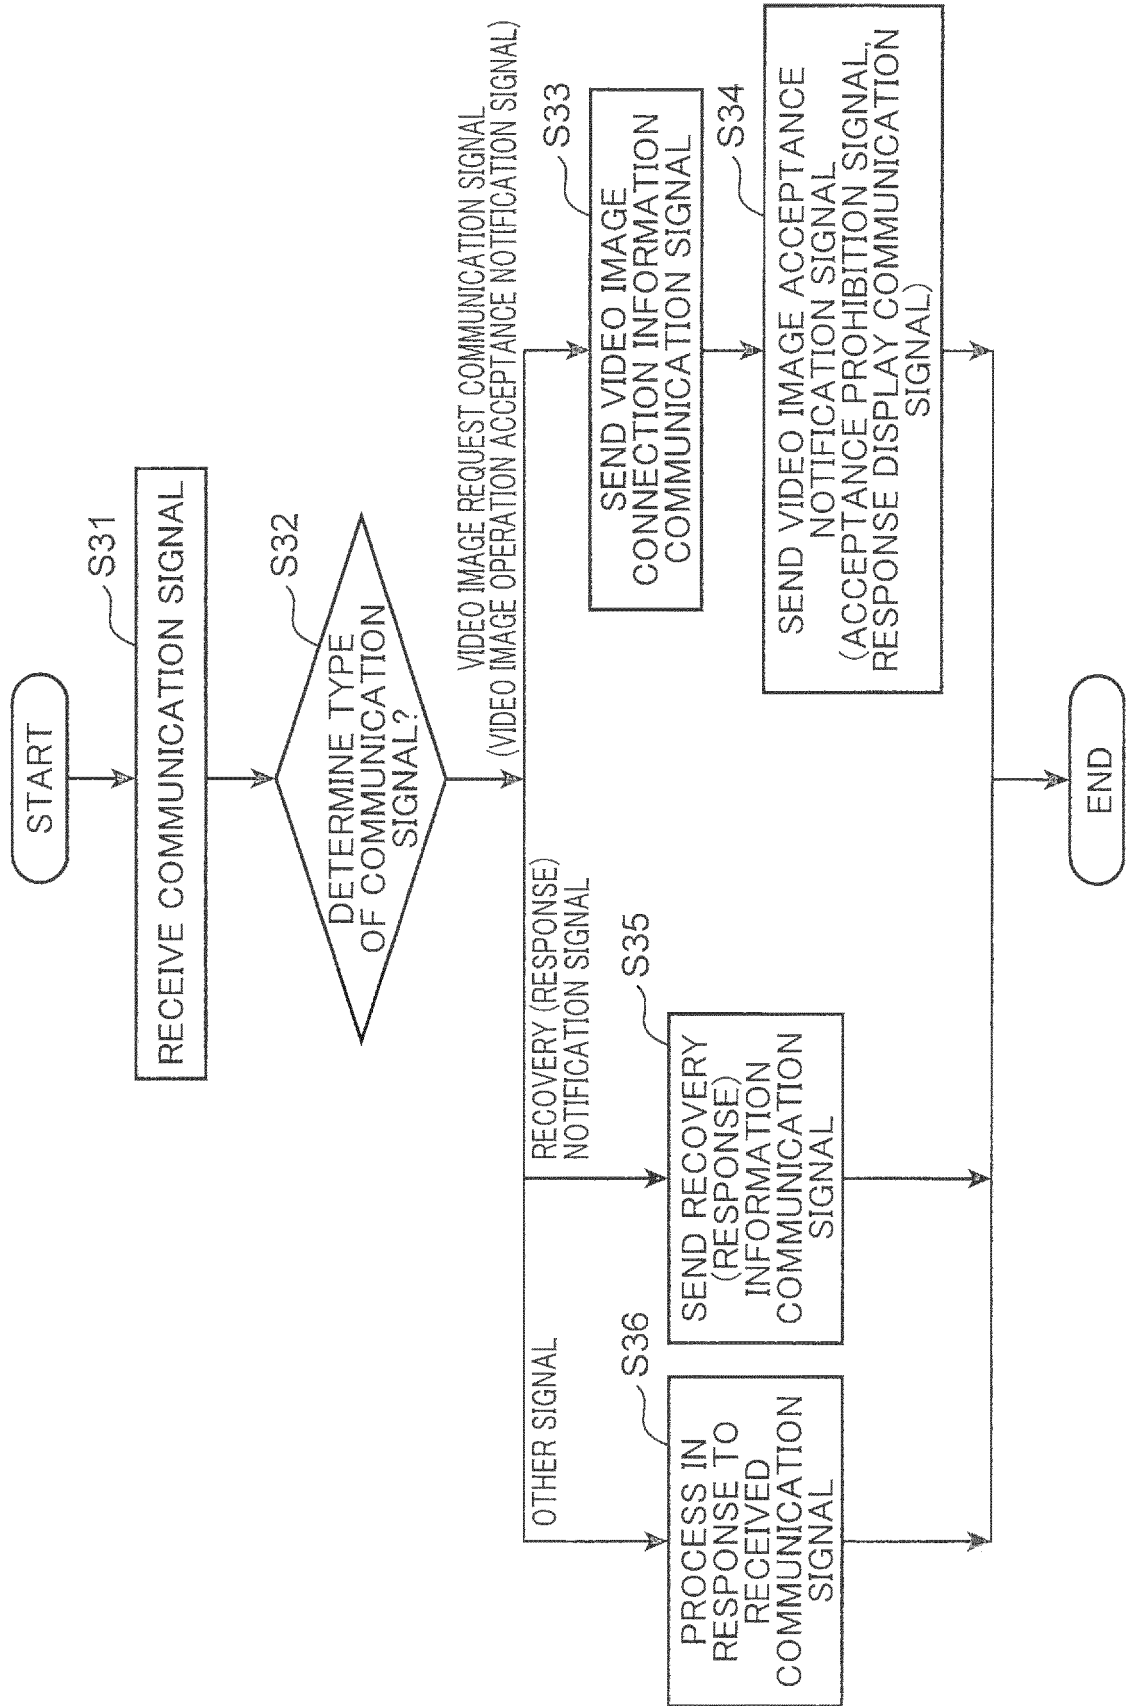 START
S31
RECEIVE COMMUNICATION SIGNAL
S32
DETERMINE TYPE
OF COMMUNICATION
SIGNAL?
OTHER SIGNAL
RECOVERY (RESPONSE)
NOTIFICATION SIGNAL
VIDEO IMAGE REQUEST COMMUNICATION SIGNAL
(VIDEO IMAGE OPERATION ACCEPTANCE NOTIFICATION SIGNAL)
S36
PROCESS IN
RESPONSE TO
RECEIVED
COMMUNICATION
SIGNAL
S35
SEND RECOVERY
(RESPONSE)
INFORMATION
COMMUNICATION
SIGNAL
S33
SEND VIDEO IMAGE
CONNECTION INFORMATION
COMMUNICATION SIGNAL
S34
SEND VIDEO IMAGE ACCEPTANCE
NOTIFICATION SIGNAL
(ACCEPTANCE PROHIBITION SIGNAL,
RESPONSE DISPLAY COMMUNICATION
SIGNAL)
END